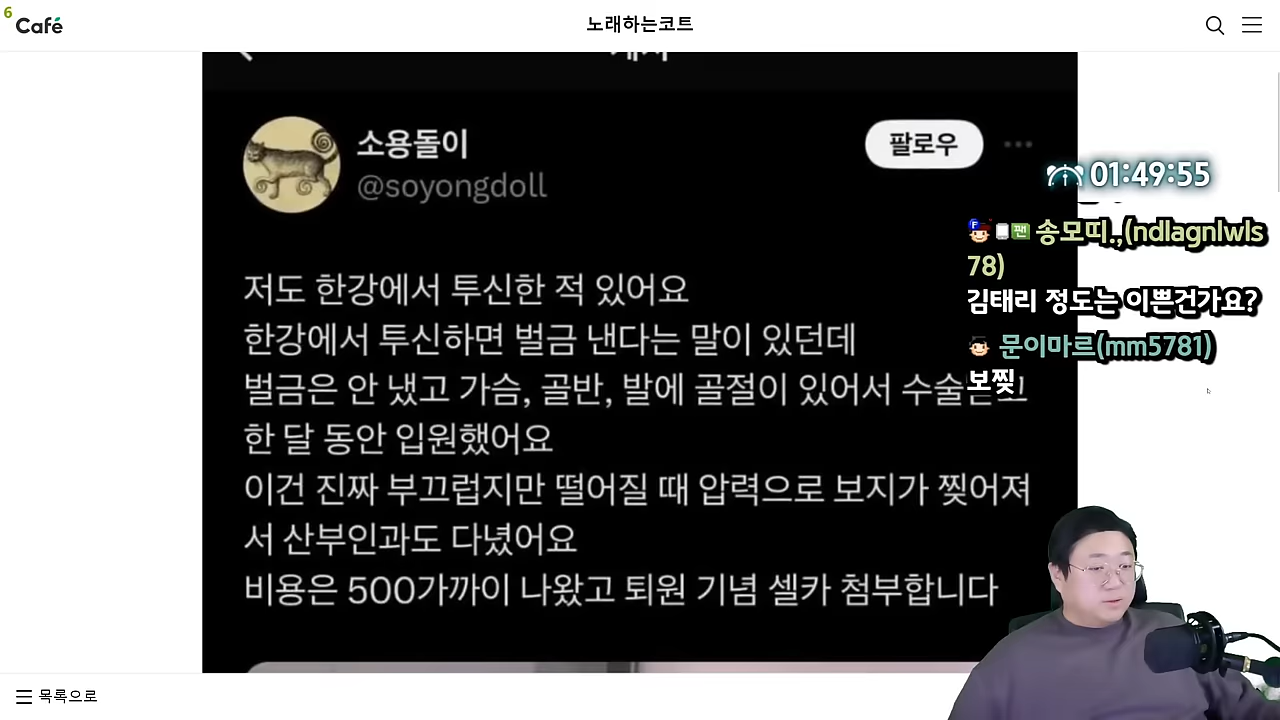 6
Café
노래하는코트
소용돌이
@soyongdoll
팔로우
01:49:55
송모띠.,(ndlagnlwls
78)
김태리 정도는 이쁜건가요?
문이마르(mm5781)
보찢
저도 한강에서 투신한 적 있어요
한강에서 투신하면 벌금 낸다는 말이 있던데
벌금은 안 냈고 가슴, 골반, 발에 골절이 있어서 수술받고
한 달 동안 입원했어요
이건 진짜 부끄럽지만 떨어질 때 압력으로 보지가 찢어져
서 산부인과도 다녔어요
비용은 500가까이 나왔고 퇴원 기념 셀카 첨부합니다
목록으로